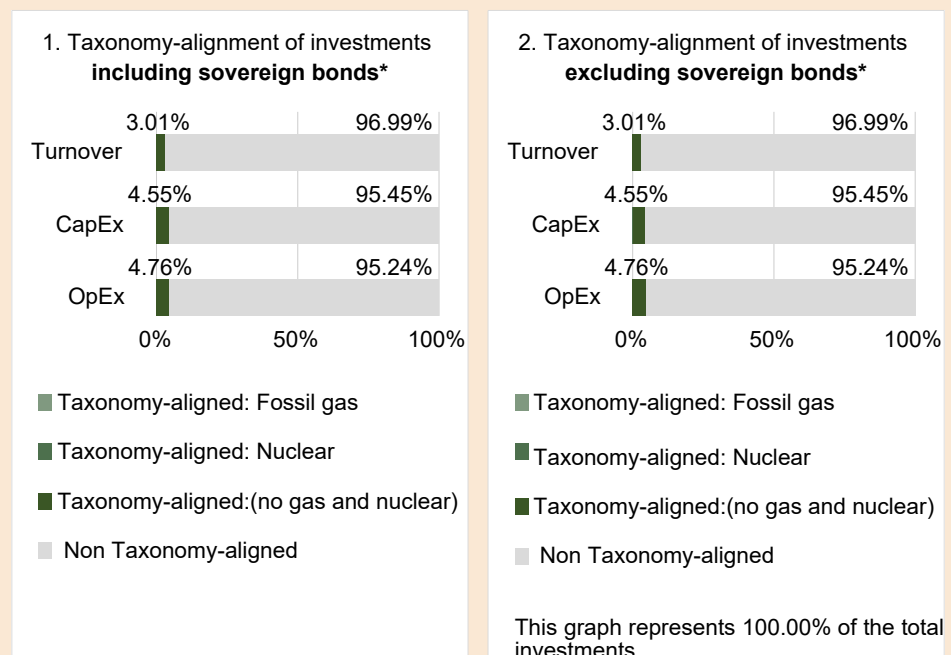 1. Taxonomy-alignment of investments
including sovereign bonds*
3.01% 96.99%
Turnover
4.55% 95.45%
CapEx
4.76% 95.24%
OpEx
0% 50% 100%
Taxonomy-aligned: Fossil gas
Taxonomy-aligned: Nuclear
Taxonomy-aligned:(no gas and nuclear)
Non Taxonomy-aligned
2. Taxonomy-alignment of investments
excluding sovereign bonds*
3.01% 96.99%
Turnover
4.55% 95.45%
CapEx
4.76% 95.24%
OpEx
0% 50% 100%
Taxonomy-aligned: Fossil gas
Taxonomy-aligned: Nuclear
Taxonomy-aligned:(no gas and nuclear)
Non Taxonomy-aligned
This graph represents 100.00% of the total
investments